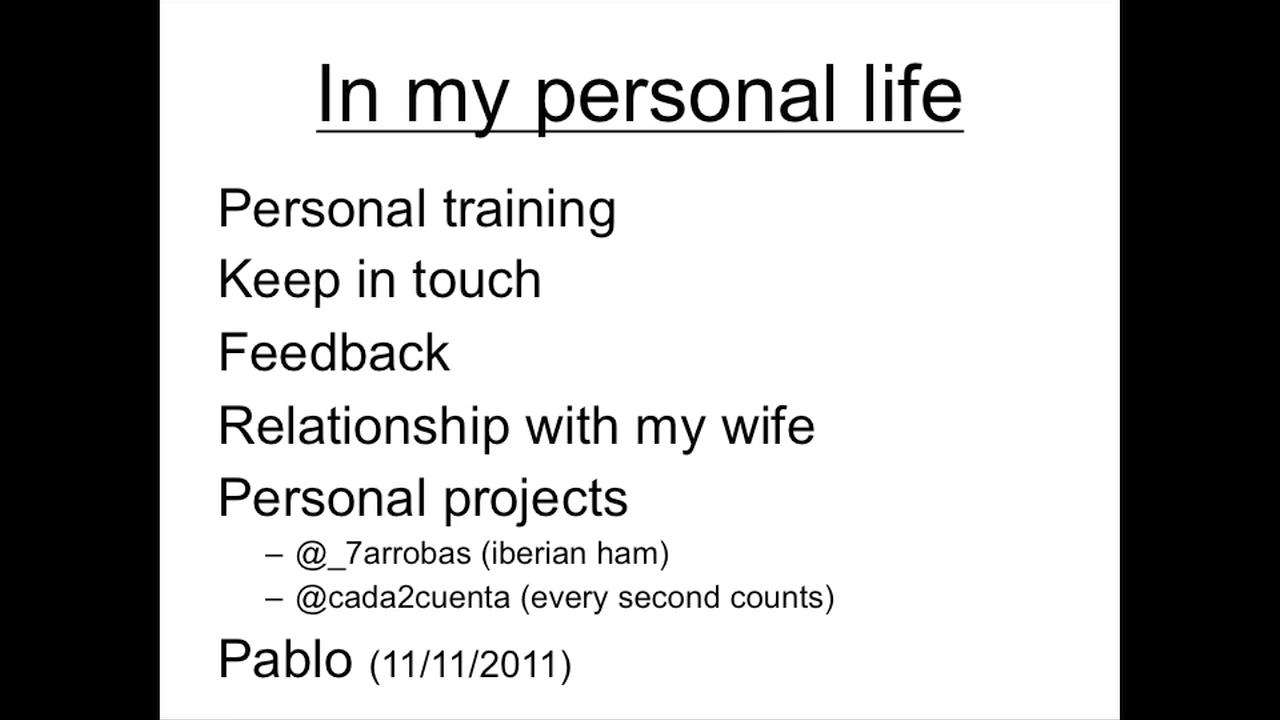 In my personal life
Personal training
Keep in touch
Feedback
Relationship with my wife
Personal projects
– @_7arrobas (iberian ham)
– @cada2cuenta (every second counts)
Pablo (11/11/2011)